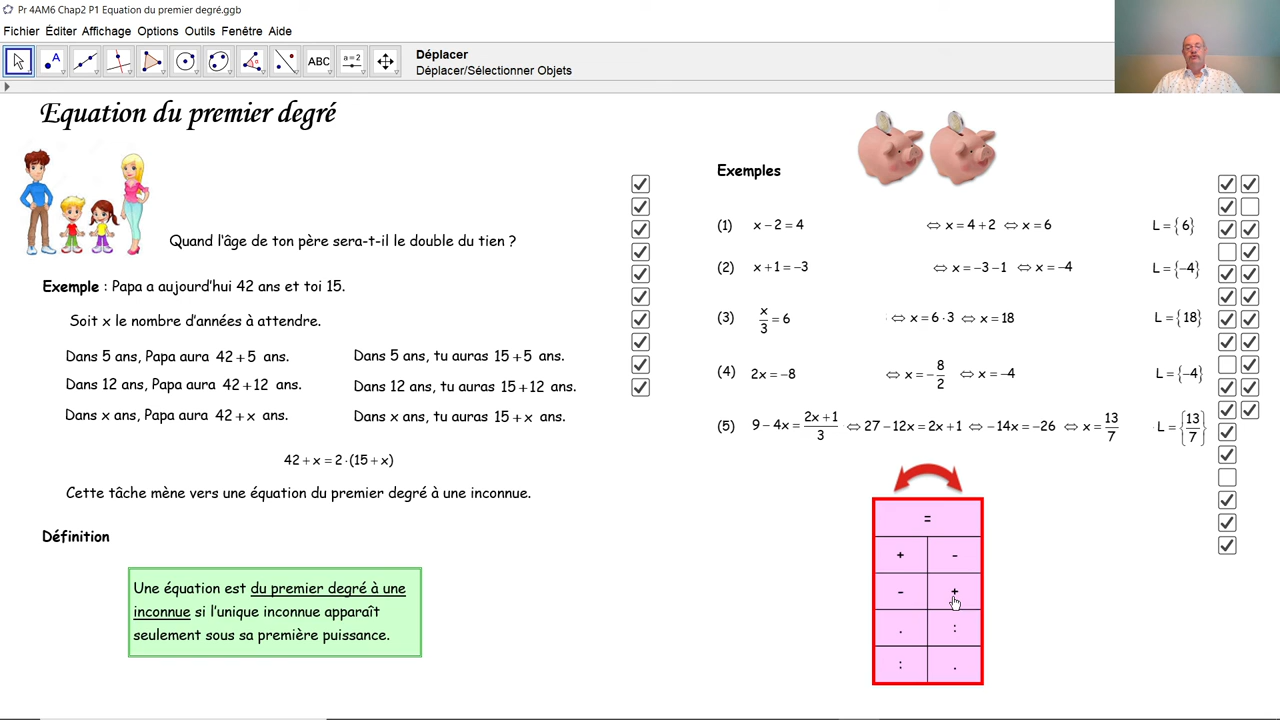 Pr 4AM6 Chap2 P1 Equation du premier degré.ggb
Fichier Éditer Affichage Options Outils Fenêtre Aide
A
ABC
a=2
Déplacer
Déplacer/Sélectionner Objets
Equation du premier degré
Quand l'âge de ton père sera-t-il le double du tien ?
Exemple : Papa a aujourd'hui 42 ans et toi 15.
Soit x le nombre d'années à attendre.
Dans 5 ans, Papa aura 42+5 ans. Dans 5 ans, tu auras 15+5 ans.
Dans 12 ans, Papa aura 42+12 ans. Dans 12 ans, tu auras 15+12 ans.
Dans x ans, Papa aura 42+x ans. Dans x ans, tu auras 15+x ans.
42+x=2·(15+x)
Cette tâche mène vers une équation du premier degré à une inconnue.
Définition
Une équation est du premier degré à une
inconnue si l'unique inconnue apparaît
seulement sous sa première puissance.
Exemples
(1) x−2=4 ⇔ x=4+2 ⇔ x=6 L={6}
(2) x+1=−3 ⇔ x=−3−1 ⇔ x=−4 L={−4}
(3) x/3=6 ⇔ x=6·3 ⇔ x=18 L={18}
(4) 2x=−8 ⇔ x=−8/2 ⇔ x=−4 L={−4}
(5) 9−4x=(2x+1)/3 ⇔ 27−12x=2x+1 ⇔ −14x=−26 ⇔ x=13/7 L={13/7}
=
+ -
- +
. :
: .